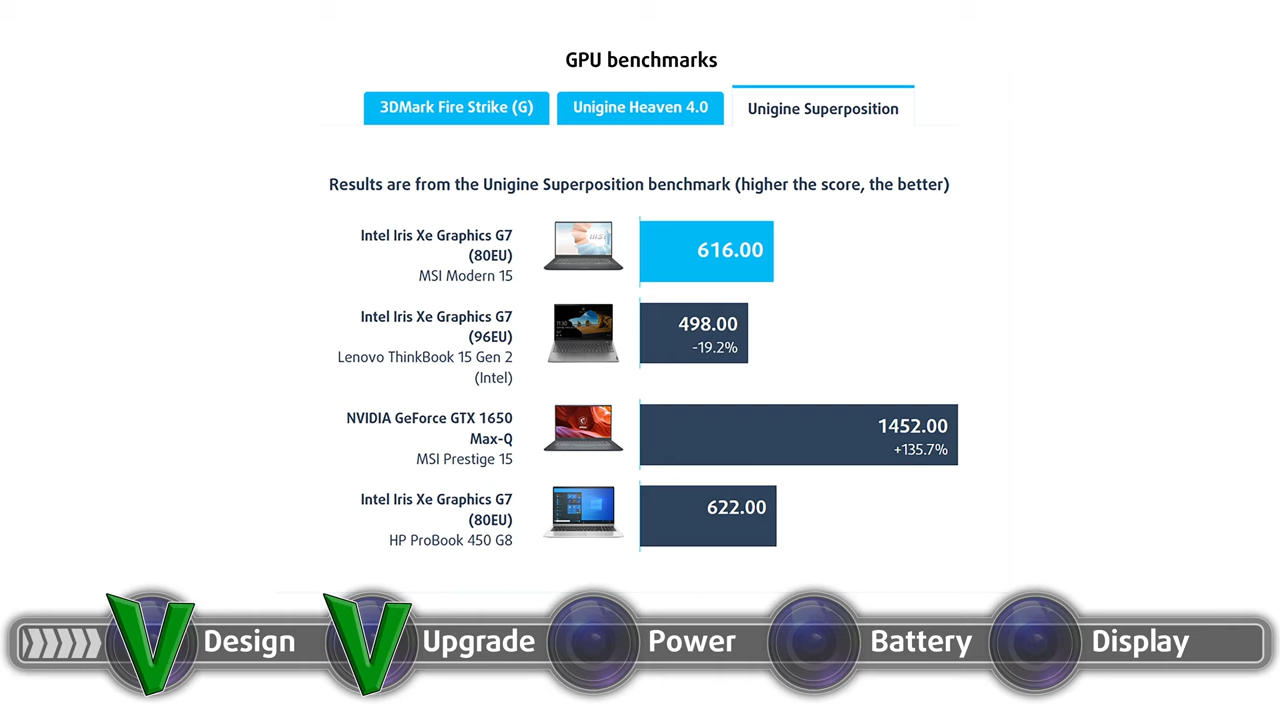 GPU benchmarks
3DMark Fire Strike (G)
Unigine Heaven 4.0
Unigine Superposition
Results are from the Unigine Superposition benchmark (higher the score, the better)
Intel Iris Xe Graphics G7
(80EU)
MSI Modern 15
616.00
Intel Iris Xe Graphics G7
(96EU)
Lenovo ThinkBook 15 Gen 2
(Intel)
498.00
-19.2%
NVIDIA GeForce GTX 1650
Max-Q
MSI Prestige 15
1452.00
+135.7%
Intel Iris Xe Graphics G7
(80EU)
HP ProBook 450 G8
622.00
Design
Upgrade
Power
Battery
Display